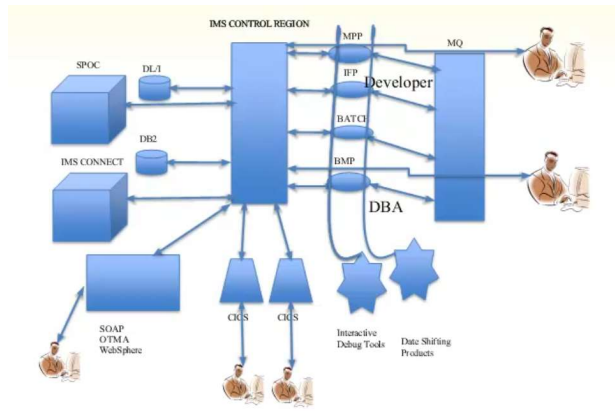 IMS CONTROL REGION
MPP
MQ
SPOC
DL/I
IFP
Developer
BATCH
DB2
IMS CONNECT
BMP
DBA
CICS
CICS
SOAP
OTMA
WebSphere
Interactive
Debug Tools
Date Shifting
Products